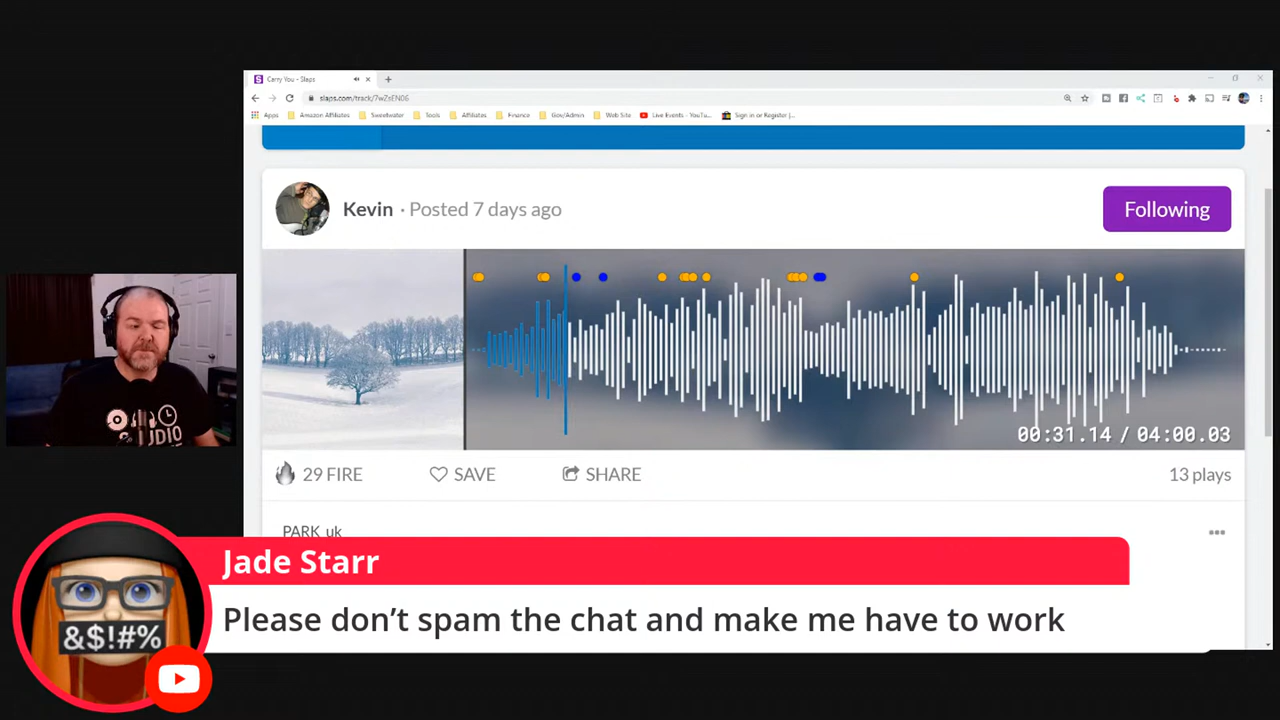 Carry You - Slaps
slaps.com/track/7wZsEN06
Apps Amazon Affiliates Sweetwater Tools Affiliates Finance Gov/Admin Web Site Live Events - YouTu... Sign in or Register |...
Kevin · Posted 7 days ago
Following
00:31.14 / 04:00.03
29 FIRE SAVE SHARE 13 plays
PARK uk
Jade Starr
Please don’t spam the chat and make me have to work
&$!#%